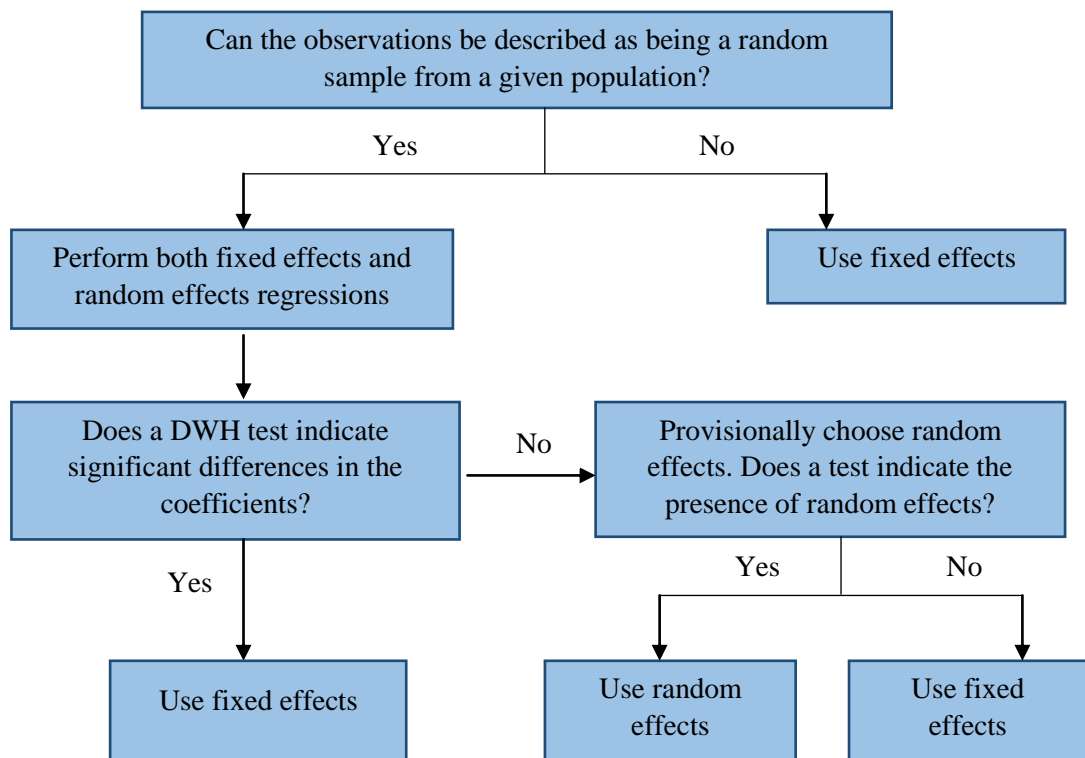 Can the observations be described as being a random
sample from a given population?
Yes
No
Perform both fixed effects and
random effects regressions
Use fixed effects
Does a DWH test indicate
significant differences in the
coefficients?
No
Provisionally choose random
effects. Does a test indicate the
presence of random effects?
Yes
Yes
No
Use fixed effects
Use random
effects
Use fixed
effects